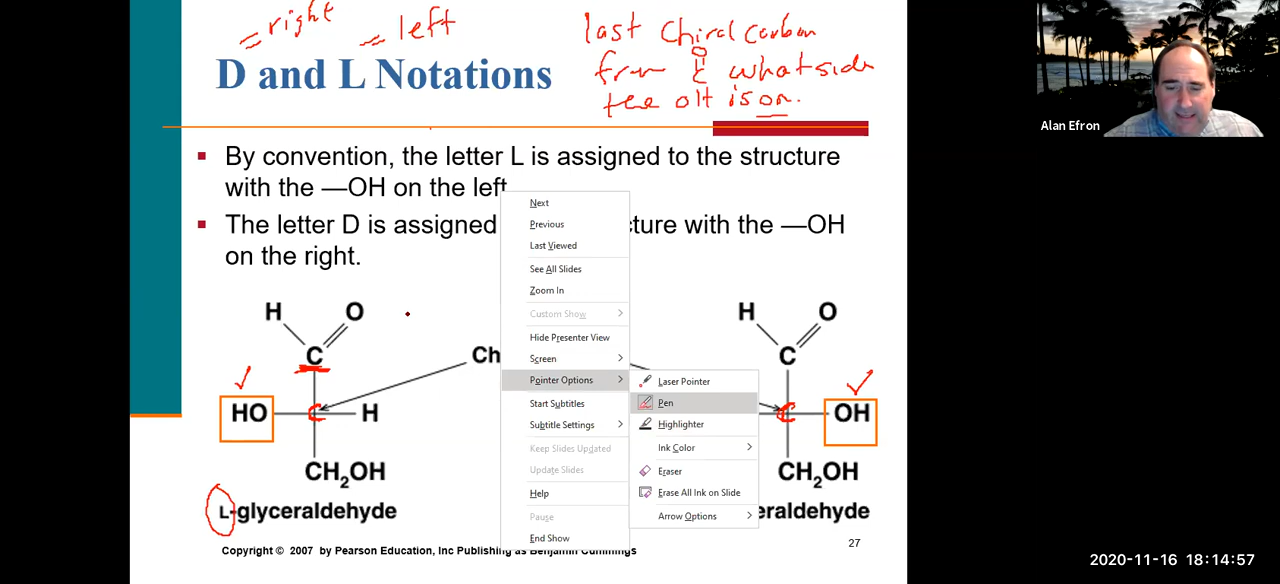 = right = left
last chiral carbon
from O=C what side
the OH is on.
D and L Notations
Alan Efron
By convention, the letter L is assigned to the structure
with the —OH on the left
The letter D is assigned cture with the —OH
on the right.
Next
Previous
Last Viewed
See All Slides
Zoom In
Custom Show
Hide Presenter View
Screen
Pointer Options
Start Subtitles
Subtitle Settings
Keep Slides Updated
Update Slides
Help
Pause
End Show
Laser Pointer
Pen
Highlighter
Ink Color
Eraser
Erase All Ink on Slide
Arrow Options
H O
C
Ch
HO C H
CH2OH
L-glyceraldehyde
H O
C
C OH
CH2OH
eraldehyde
Copyright © 2007 by Pearson Education, Inc Publishing as Benjamin Cummings
27
2020-11-16 18:14:57